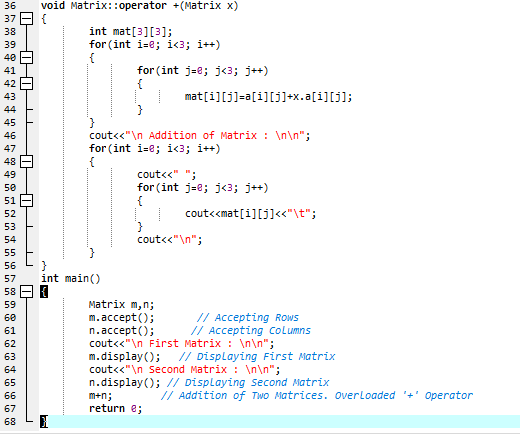 36 void Matrix::operator +(Matrix x)
37 {
38 int mat[3][3];
39 for(int i=0; i<3; i++)
40 {
41 for(int j=0; j<3; j++)
42 {
43 mat[i][j]=a[i][j]+x.a[i][j];
44 }
45 }
46 cout<<"\n Addition of Matrix : \n\n";
47 for(int i=0; i<3; i++)
48 {
49 cout<<" ";
50 for(int j=0; j<3; j++)
51 {
52 cout<<mat[i][j]<<"\t";
53 }
54 cout<<"\n";
55 }
56 }
57 int main()
58 {
59 Matrix m,n;
60 m.accept(); // Accepting Rows
61 n.accept(); // Accepting Columns
62 cout<<"\n First Matrix : \n\n";
63 m.display(); // Displaying First Matrix
64 cout<<"\n Second Matrix : \n\n";
65 n.display(); // Displaying Second Matrix
66 m+n; // Addition of Two Matrices. Overloaded '+' Operator
67 return 0;
68 }